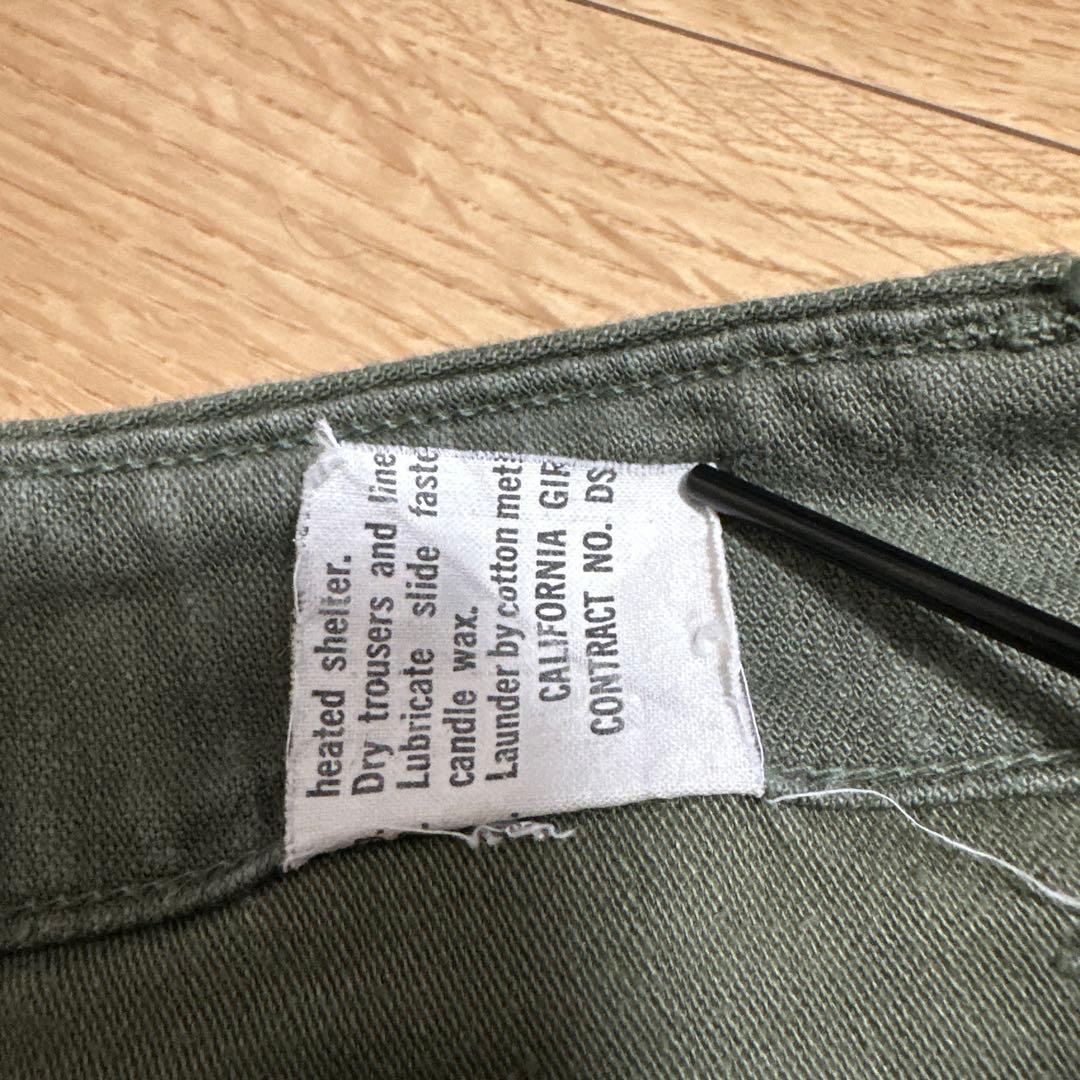 heated shelter.
Dry trousers and line
Lubricate slide faste
candle wax.
Launder by cotton met
CALIFORNIA GIR
CONTRACT NO. DS